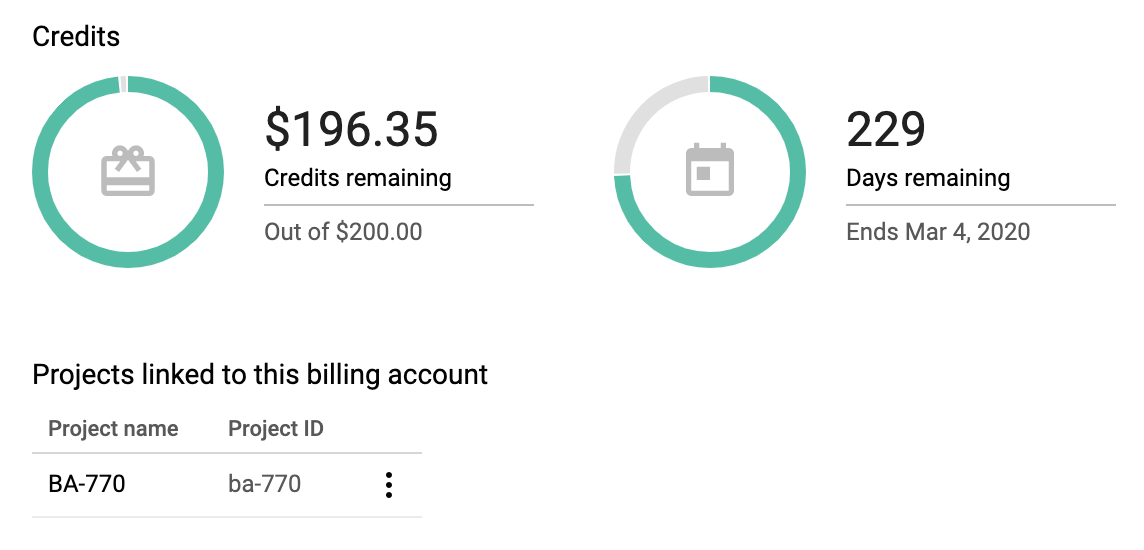 Credits
$196.35
Credits remaining
Out of $200.00
229
Days remaining
Ends Mar 4, 2020
Projects linked to this billing account
Project name Project ID
BA-770 ba-770